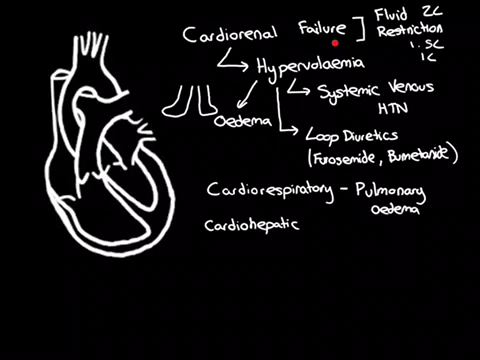 Cardiorenal Failure ] Fluid 2L
Restriction
1.5L
1L
Hypervolaemia
Systemic Venous
HTN
Oedema
Loop Diuretics
(Furosemide, Bumetanide)
Cardiorespiratory - Pulmonary
oedema
Cardiohepatic